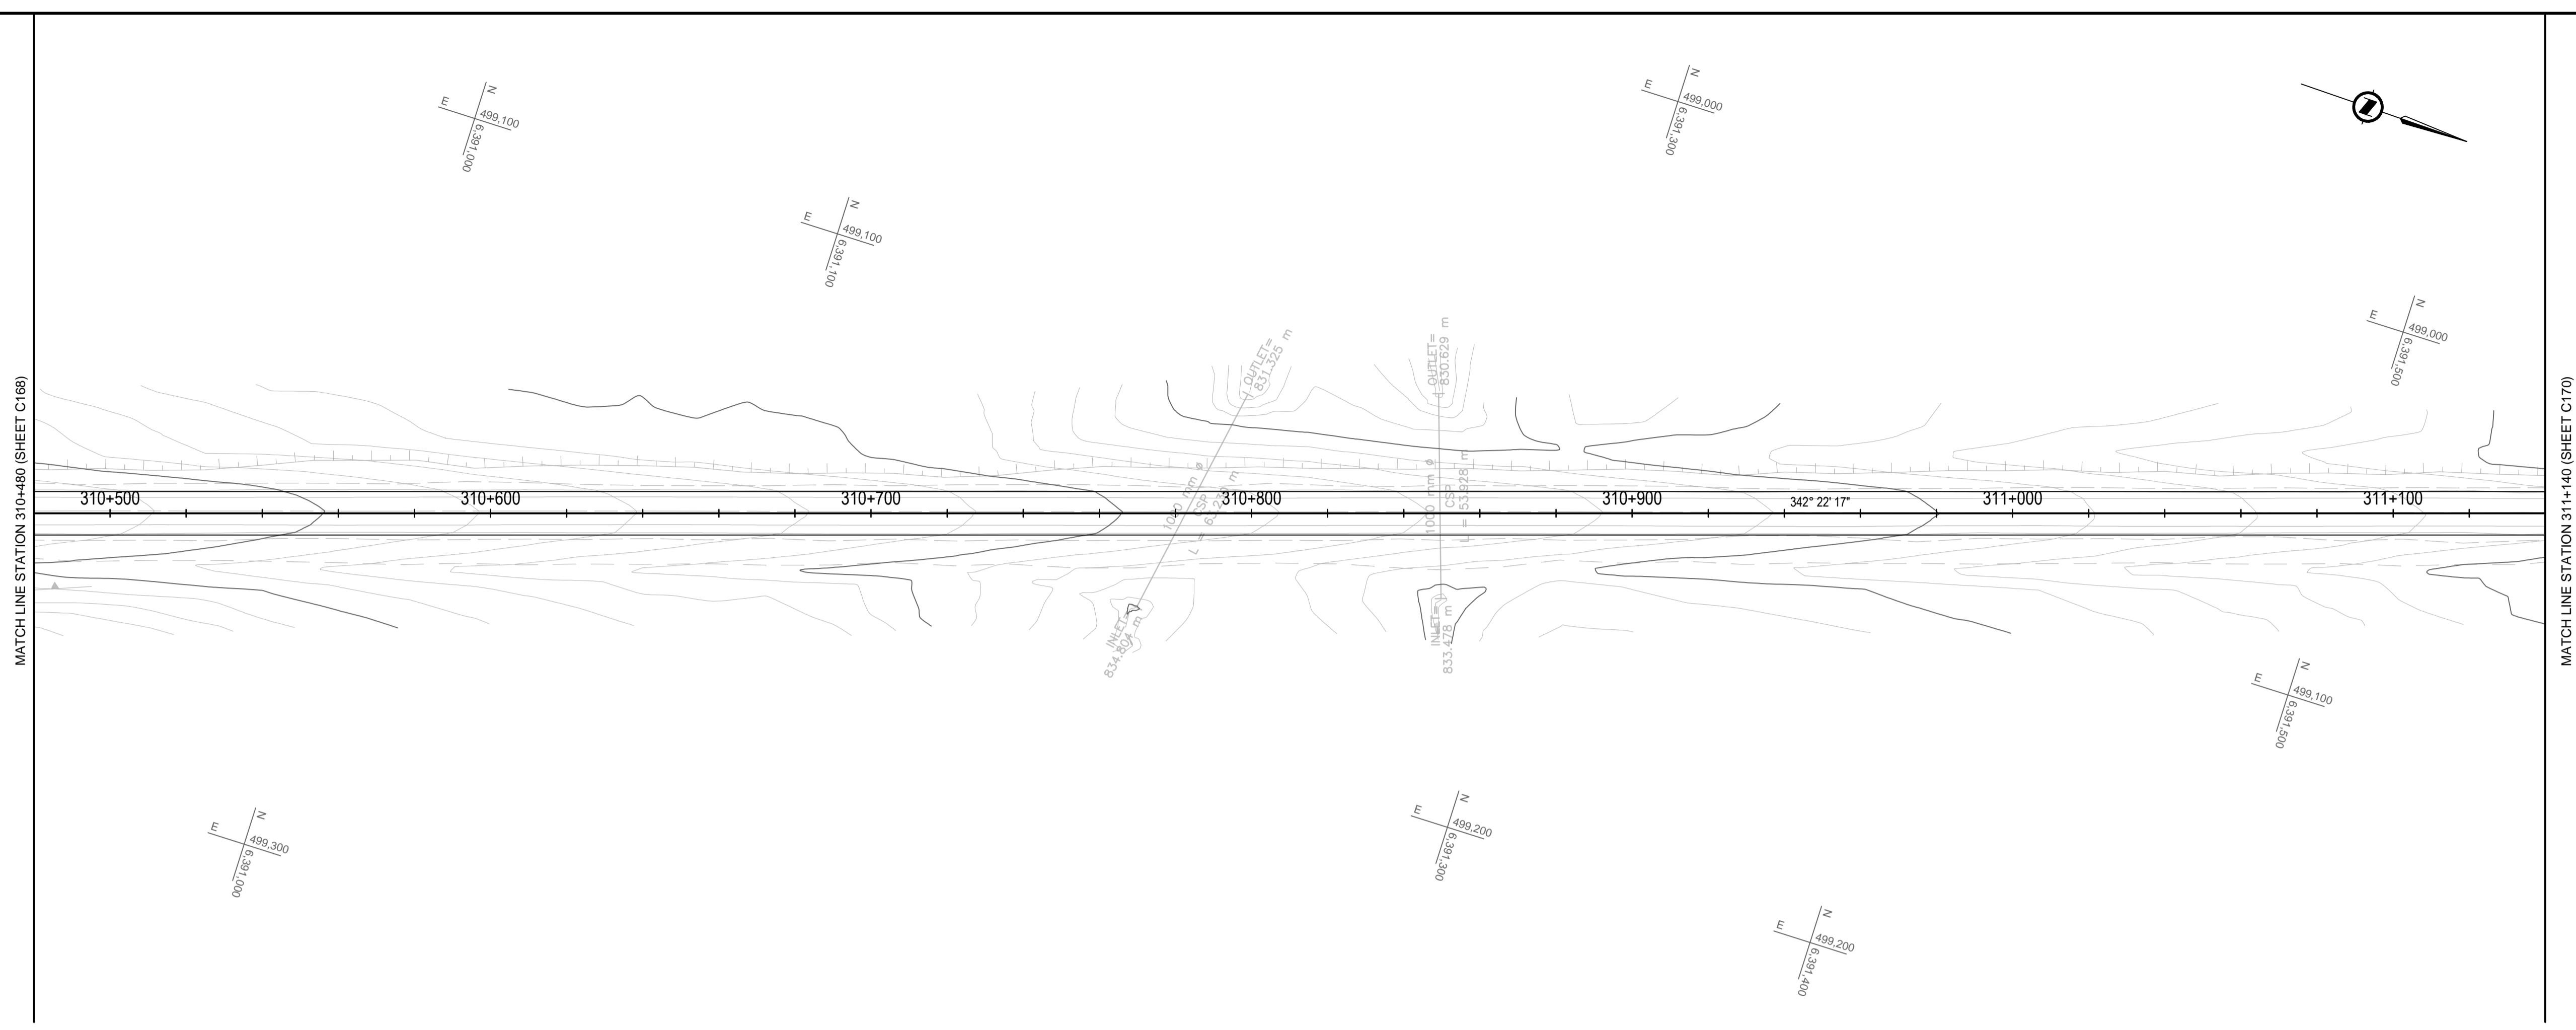 MATCH LINE STATION 310+480 (SHEET C168)
E
N
499,100
6,391,000
E
N
499,100
6,391,100
E
N
499,000
6,391,300
E
N
499,000
6,391,500
OUTLET=
831.325 m
OUTLET=
830.629 m
1000 mm ø
CSP
1000 mm ø
CSP
L = 53.928 m
310+500
310+600
310+700
310+800
310+900
342° 22' 17"
311+000
311+100
INLET=
834.804 m
INLET=
833.478 m
E
N
499,100
6,391,500
E
N
499,300
6,391,000
E
N
499,200
6,391,300
E
N
499,200
6,391,400
MATCH LINE STATION 311+140 (SHEET C170)